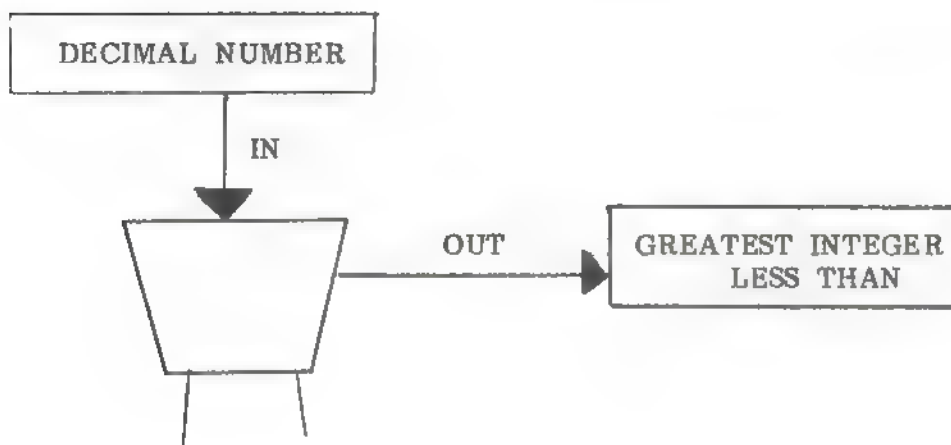 DECIMAL NUMBER
IN
OUT
GREATEST INTEGER
LESS THAN